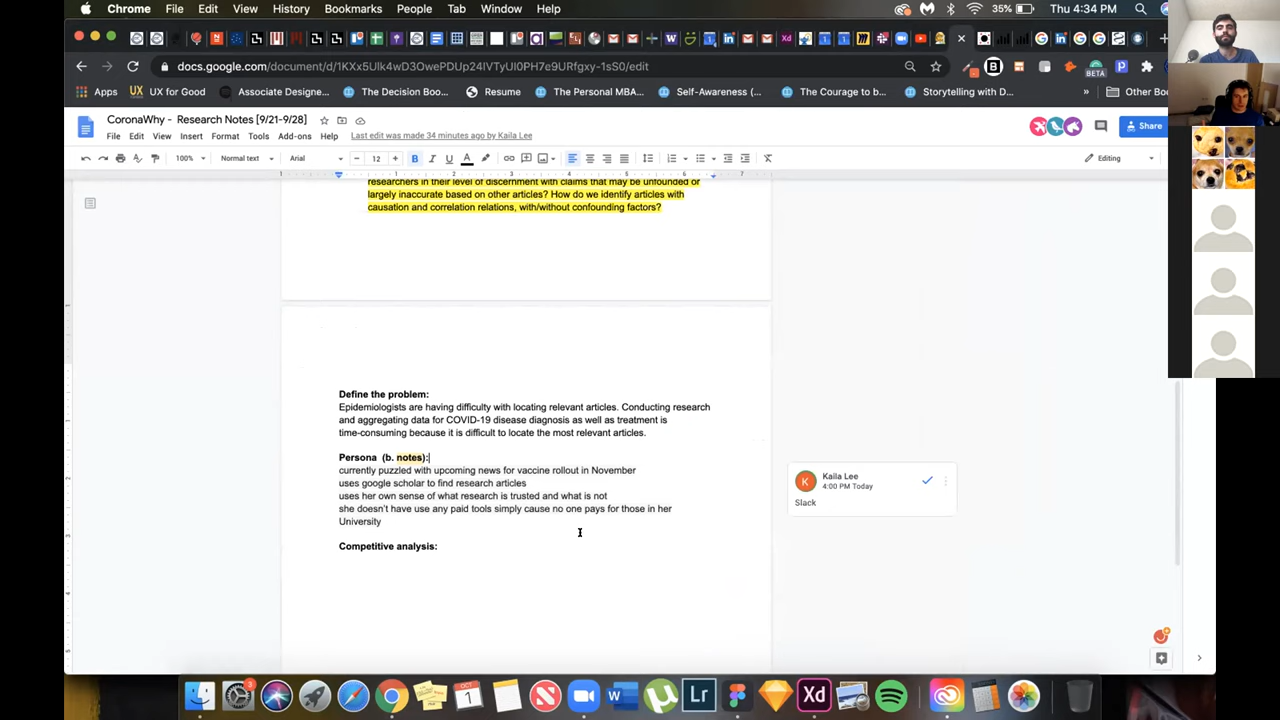 Chrome File Edit View History Bookmarks People Tab Window Help 35% Thu 4:34 PM
docs.google.com/document/d/1KXx5Ulk4wD3OwePDUp24IVTyUI0PH7e9URfgxy-1sS0/edit
BETA
Apps UX for Good Associate Designe... The Decision Boo... Resume The Personal MBA... Self-Awareness (... The Courage to b... Storytelling with D... Other Boo
CoronaWhy - Research Notes [9/21-9/28]
File Edit View Insert Format Tools Add-ons Help Last edit was made 34 minutes ago by Kaila Lee
Share
100% Normal text Arial 12 Editing
researchers in their level of discernment with claims that may be unfounded or
largely inaccurate based on other articles? How do we identify articles with
causation and correlation relations, with/without confounding factors?
Define the problem:
Epidemiologists are having difficulty with locating relevant articles. Conducting research
and aggregating data for COVID-19 disease diagnosis as well as treatment is
time-consuming because it is difficult to locate the most relevant articles.
Persona (b. notes):
currently puzzled with upcoming news for vaccine rollout in November
uses google scholar to find research articles
uses her own sense of what research is trusted and what is not
she doesn't have use any paid tools simply cause no one pays for those in her
University
Competitive analysis:
K
Kaila Lee
4:00 PM Today
Slack
3
OCT
1
W
Lr
Xd